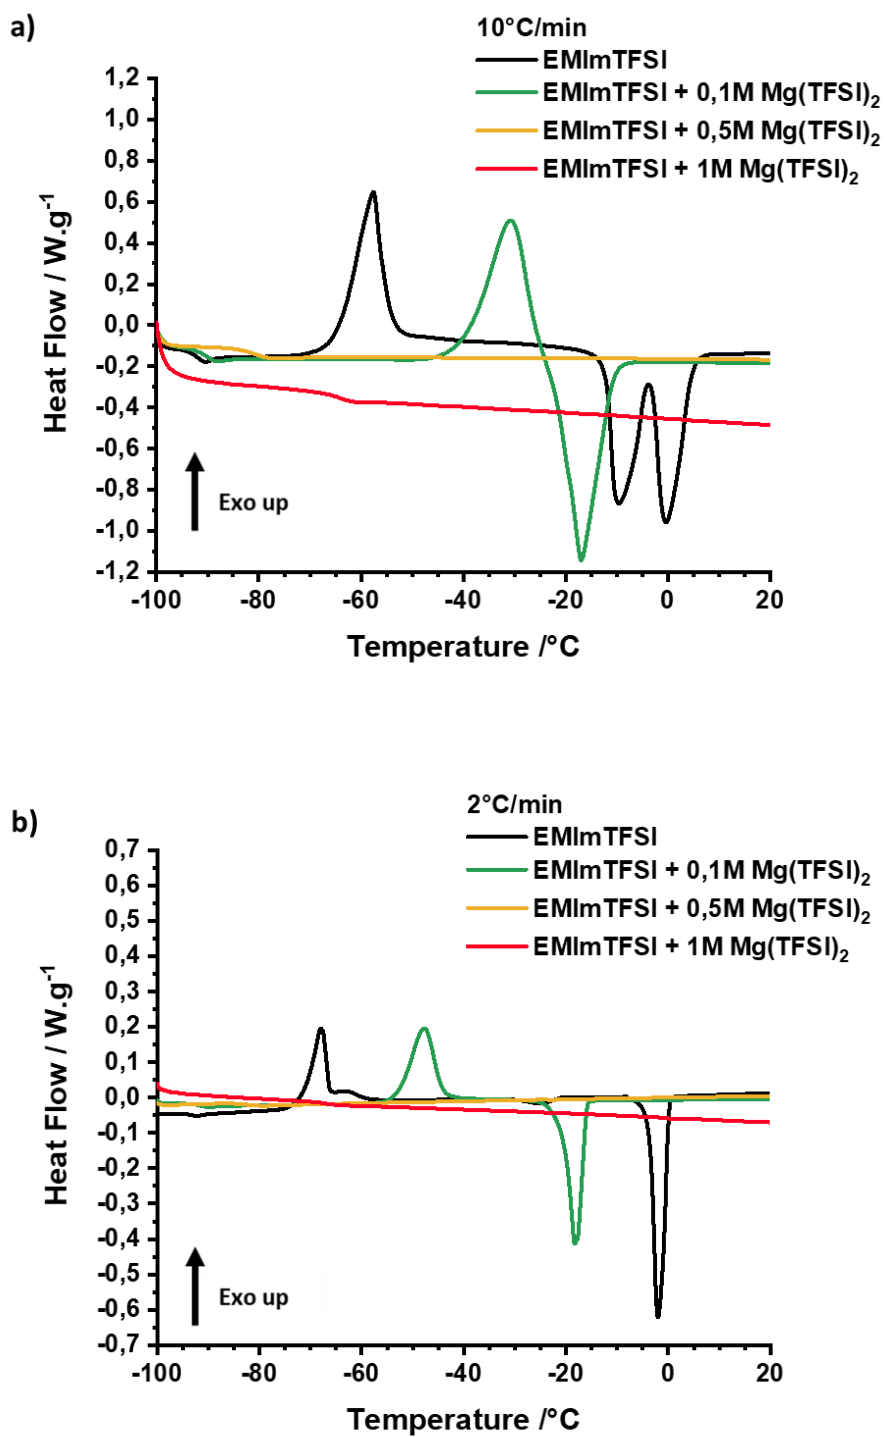 a)
10°C/min
EMImTFSI
EMImTFSI + 0,1M Mg(TFSI)2
EMImTFSI + 0,5M Mg(TFSI)2
EMImTFSI + 1M Mg(TFSI)2
1,2
1,0
0,8
0,6
0,4
0,2
0,0
-0,2
-0,4
-0,6
-0,8
-1,0
-1,2
Heat Flow / W.g-1
Exo up
-100
-80
-60
-40
-20
0
20
Temperature /°C
b)
2°C/min
EMImTFSI
EMImTFSI + 0,1M Mg(TFSI)2
EMImTFSI + 0,5M Mg(TFSI)2
EMImTFSI + 1M Mg(TFSI)2
0,7
0,6
0,5
0,4
0,3
0,2
0,1
0,0
-0,1
-0,2
-0,3
-0,4
-0,5
-0,6
-0,7
Heat Flow / W.g-1
Exo up
-100
-80
-60
-40
-20
0
20
Temperature /°C